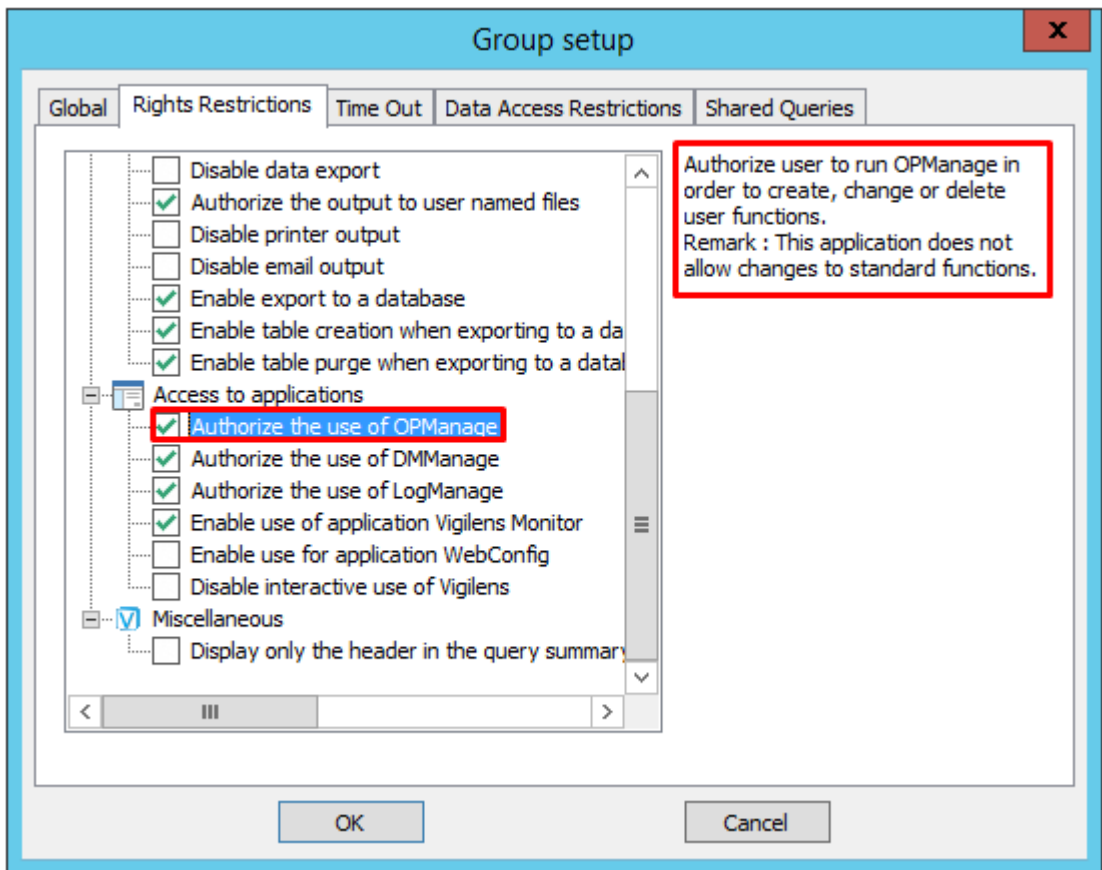 Group setup
x
Global
Rights Restrictions
Time Out
Data Access Restrictions
Shared Queries
Disable data export
Authorize the output to user named files
Disable printer output
Disable email output
Enable export to a database
Enable table creation when exporting to a da
Enable table purge when exporting to a datal
Access to applications
Authorize the use of OPManage
Authorize the use of DMManage
Authorize the use of LogManage
Enable use of application Vigilens Monitor
Enable use for application WebConfig
Disable interactive use of Vigilens
V
Miscellaneous
Display only the header in the query summary
Authorize user to run OPManage in
order to create, change or delete
user functions.
Remark : This application does not
allow changes to standard functions.
OK
Cancel